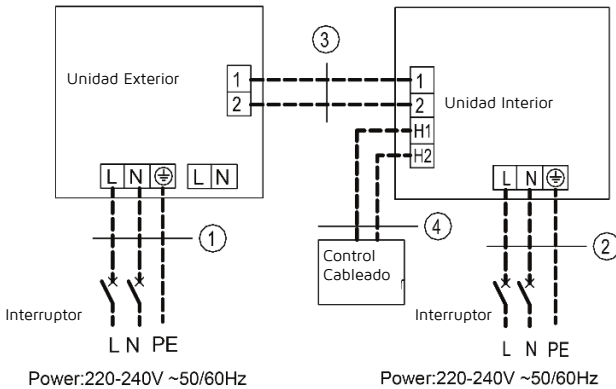 ③
Unidad Exterior
1
2
L N ⏚ L N
①
Interruptor
L N PE
Power:220-240V ~50/60Hz
1
2
H1
H2
Unidad Interior
L N ⏚
④
Control
Cableado
②
Interruptor
L N PE
Power:220-240V ~50/60Hz